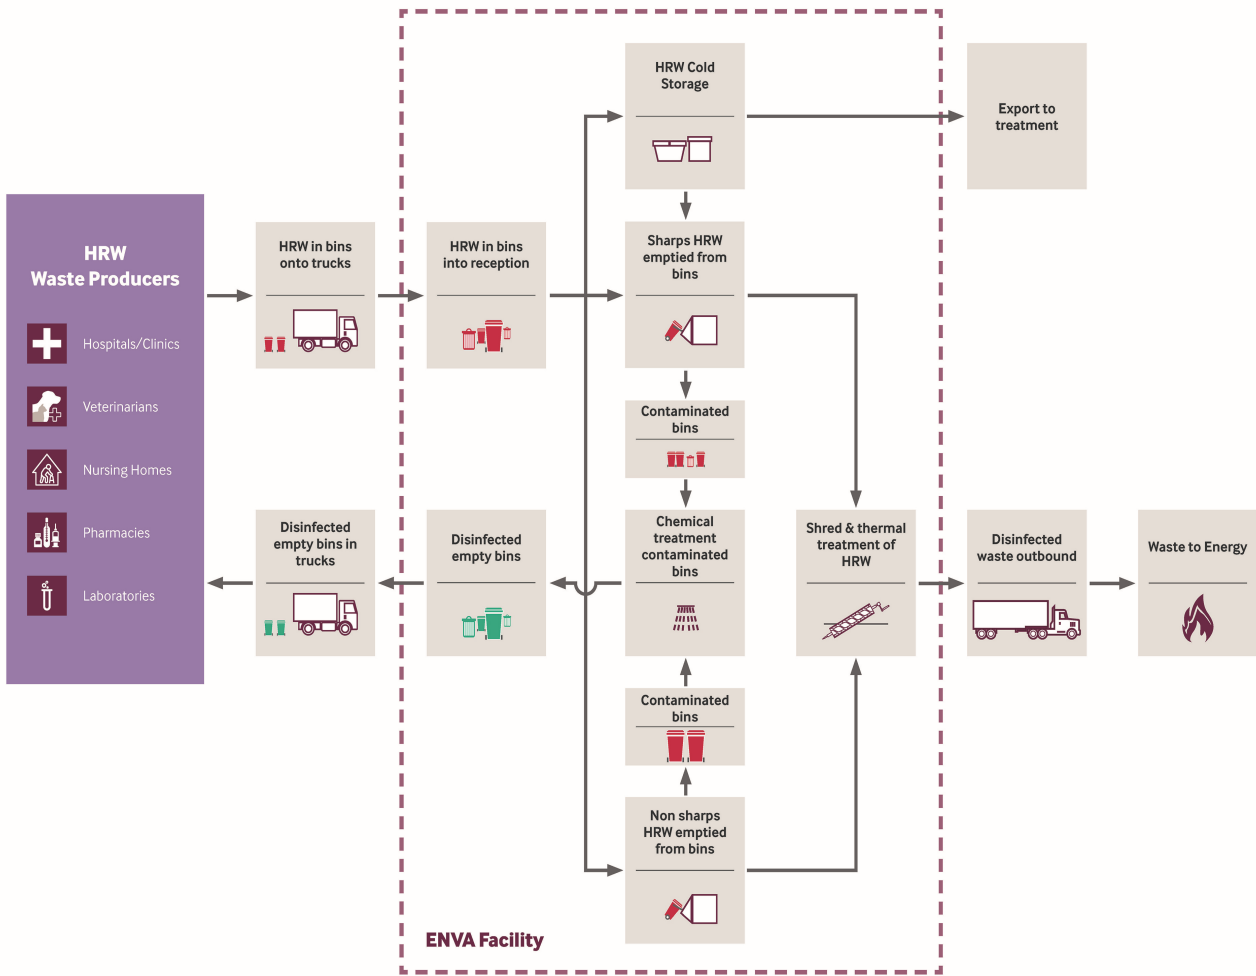 HRW
Waste Producers
Hospitals/Clinics
Veterinarians
Nursing Homes
Pharmacies
Laboratories
HRW in bins
onto trucks
HRW in bins
into reception
HRW Cold
Storage
Export to
treatment
Sharps HRW
emptied from
bins
Contaminated
bins
Disinfected
empty bins in
trucks
Disinfected
empty bins
Chemical
treatment
contaminated
bins
Shred & thermal
treatment of
HRW
Disinfected
waste outbound
Waste to Energy
Contaminated
bins
Non sharps
HRW emptied
from bins
ENVA Facility